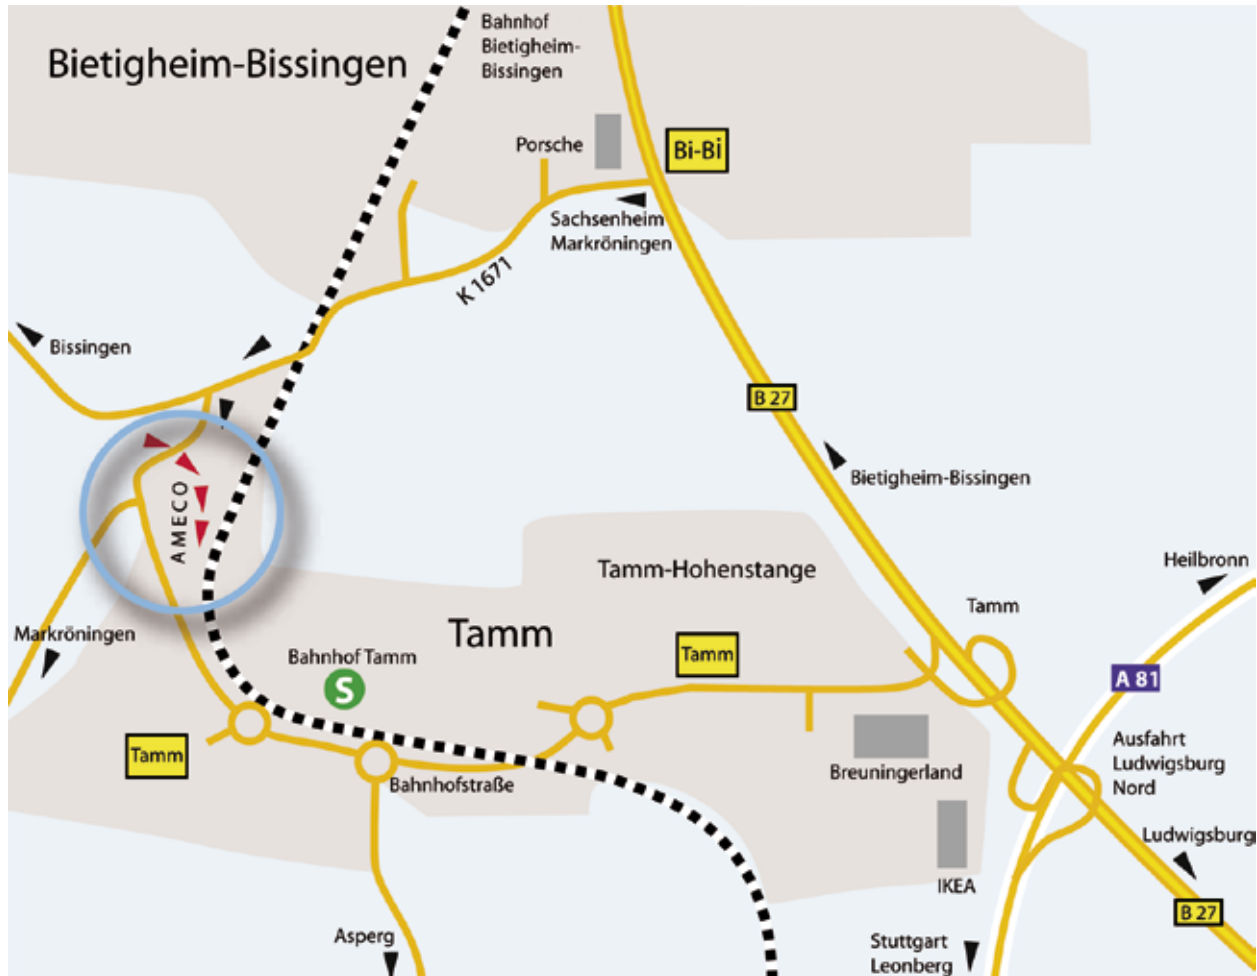 Bahnhof
Bietigheim-
Bissingen
Bietigheim-Bissingen
Porsche
Bi-Bi
Sachsenheim
Markröningen
K 1671
Bissingen
B 27
Bietigheim-Bissingen
AMECO
Heilbronn
Tamm-Hohenstange
Tamm
Markröningen
Tamm
Bahnhof Tamm
S
Tamm
A 81
Tamm
Ausfahrt
Ludwigsburg
Nord
Breuningerland
Bahnhofstraße
Ludwigsburg
IKEA
B 27
Asperg
Stuttgart
Leonberg